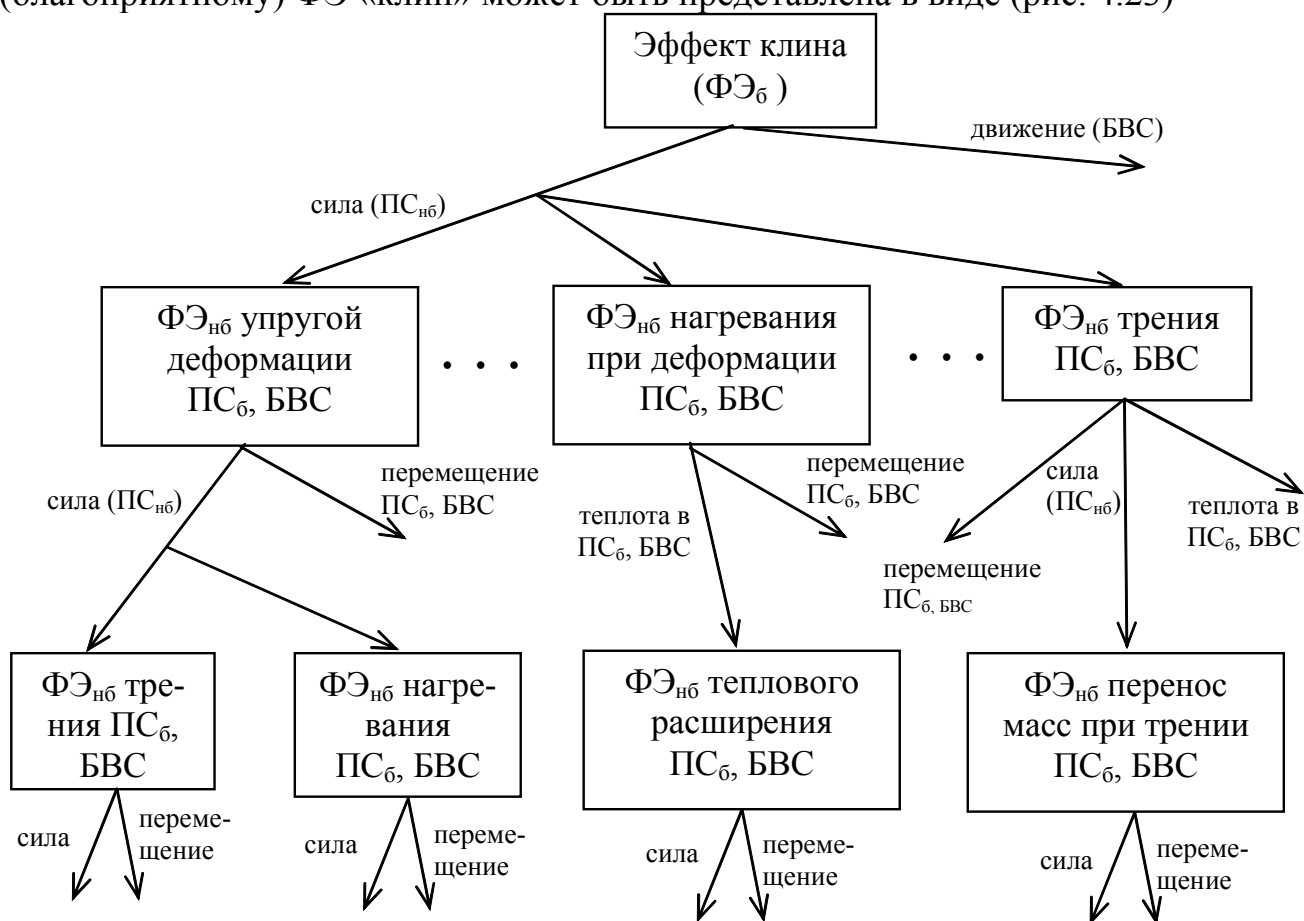 (благоприятному) ФЭ «клин» может быть представлена в виде (рис. 4.23)
Эффект клина
(ФЭб )
движение (БВС)
сила (ПСнб)
ФЭнб упругой
деформации
ПСб, БВС
. . .
ФЭнб нагревания
при деформации
ПСб, БВС
. . .
ФЭнб трения
ПСб, БВС
сила (ПСнб)
перемещение
ПСб, БВС
теплота в
ПСб, БВС
перемещение
ПСб, БВС
перемещение
ПСб, БВС
сила
(ПСнб)
теплота в
ПСб, БВС
ФЭнб тре-
ния ПСб,
БВС
ФЭнб нагре-
вания
ПСб, БВС
ФЭнб теплового
расширения
ПСб, БВС
ФЭнб перенос
масс при трении
ПСб, БВС
сила
переме-
щение
сила
переме-
щение
сила
переме-
щение
сила
переме-
щение